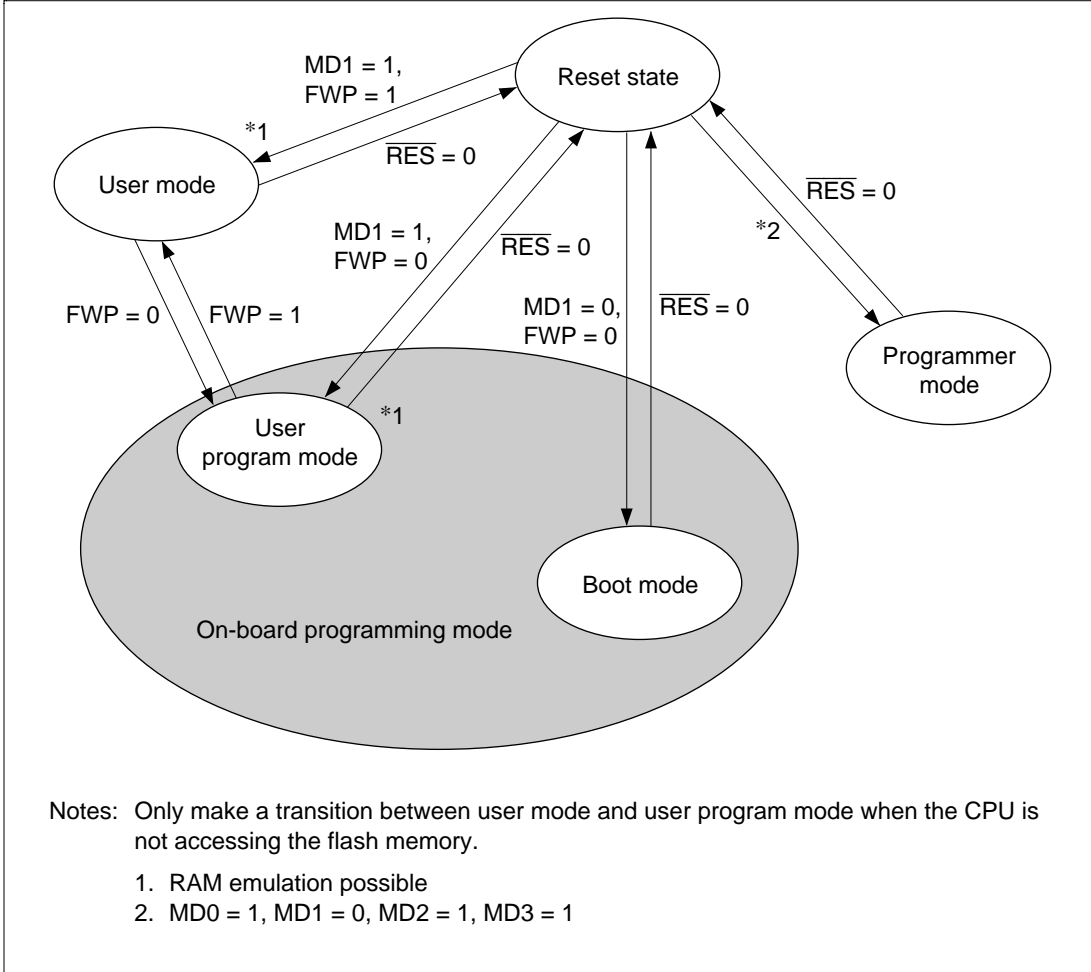 Reset state
MD1 = 1,
FWP = 1
*1
RES = 0
User mode
RES = 0
*2
MD1 = 1,
FWP = 0
RES = 0
MD1 = 0,
FWP = 0
RES = 0
FWP = 0
FWP = 1
Programmer
mode
User
program mode
*1
Boot mode
On-board programming mode
Notes: Only make a transition between user mode and user program mode when the CPU is
not accessing the flash memory.
1. RAM emulation possible
2. MD0 = 1, MD1 = 0, MD2 = 1, MD3 = 1